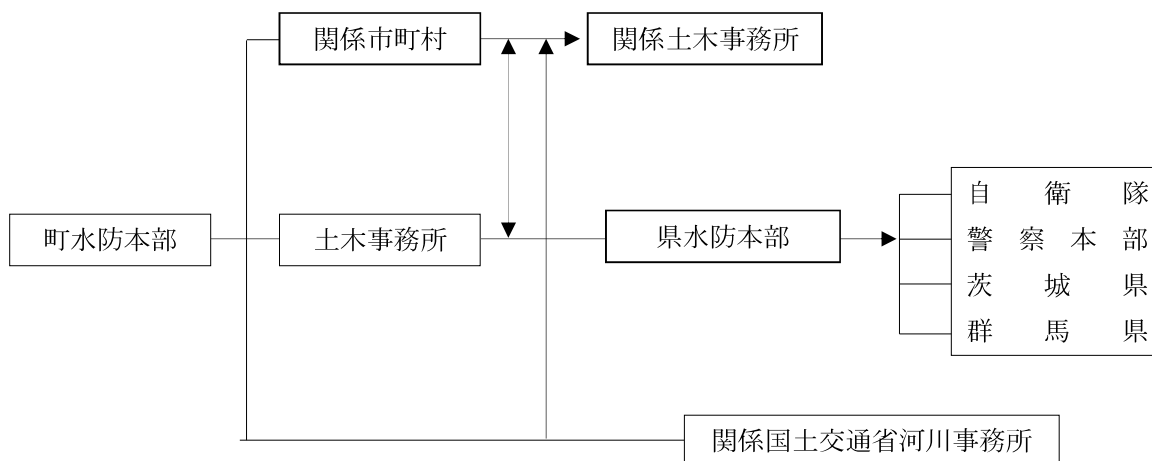 関係市町村
関係土木事務所
町水防本部
土木事務所
県水防本部
自衛隊
警察本部
茨城県
群馬県
関係国土交通省河川事務所